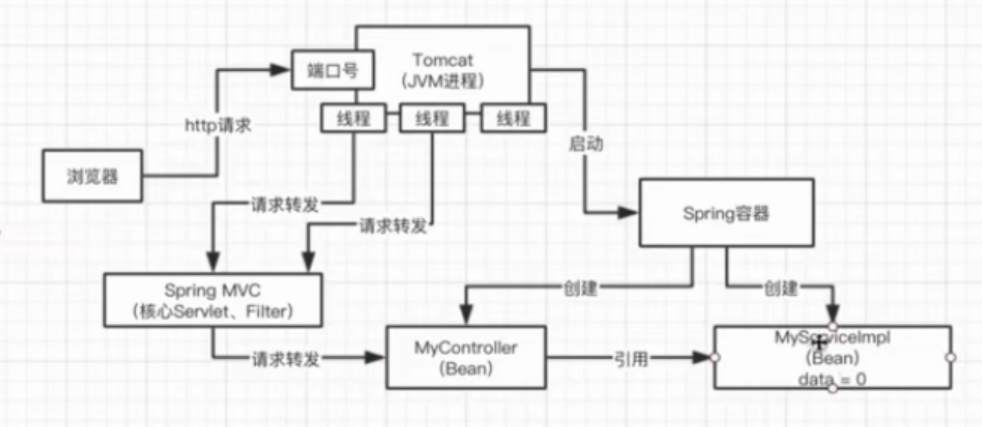 Tomcat
（JVM进程）
端口号
线程
线程
线程
http请求
启动
浏览器
请求转发
请求转发
Spring容器
Spring MVC
（核心Servlet、Filter）
创建
创建
请求转发
MyController
（Bean）
引用
MyServiceImpl
（Bean）
data = 0